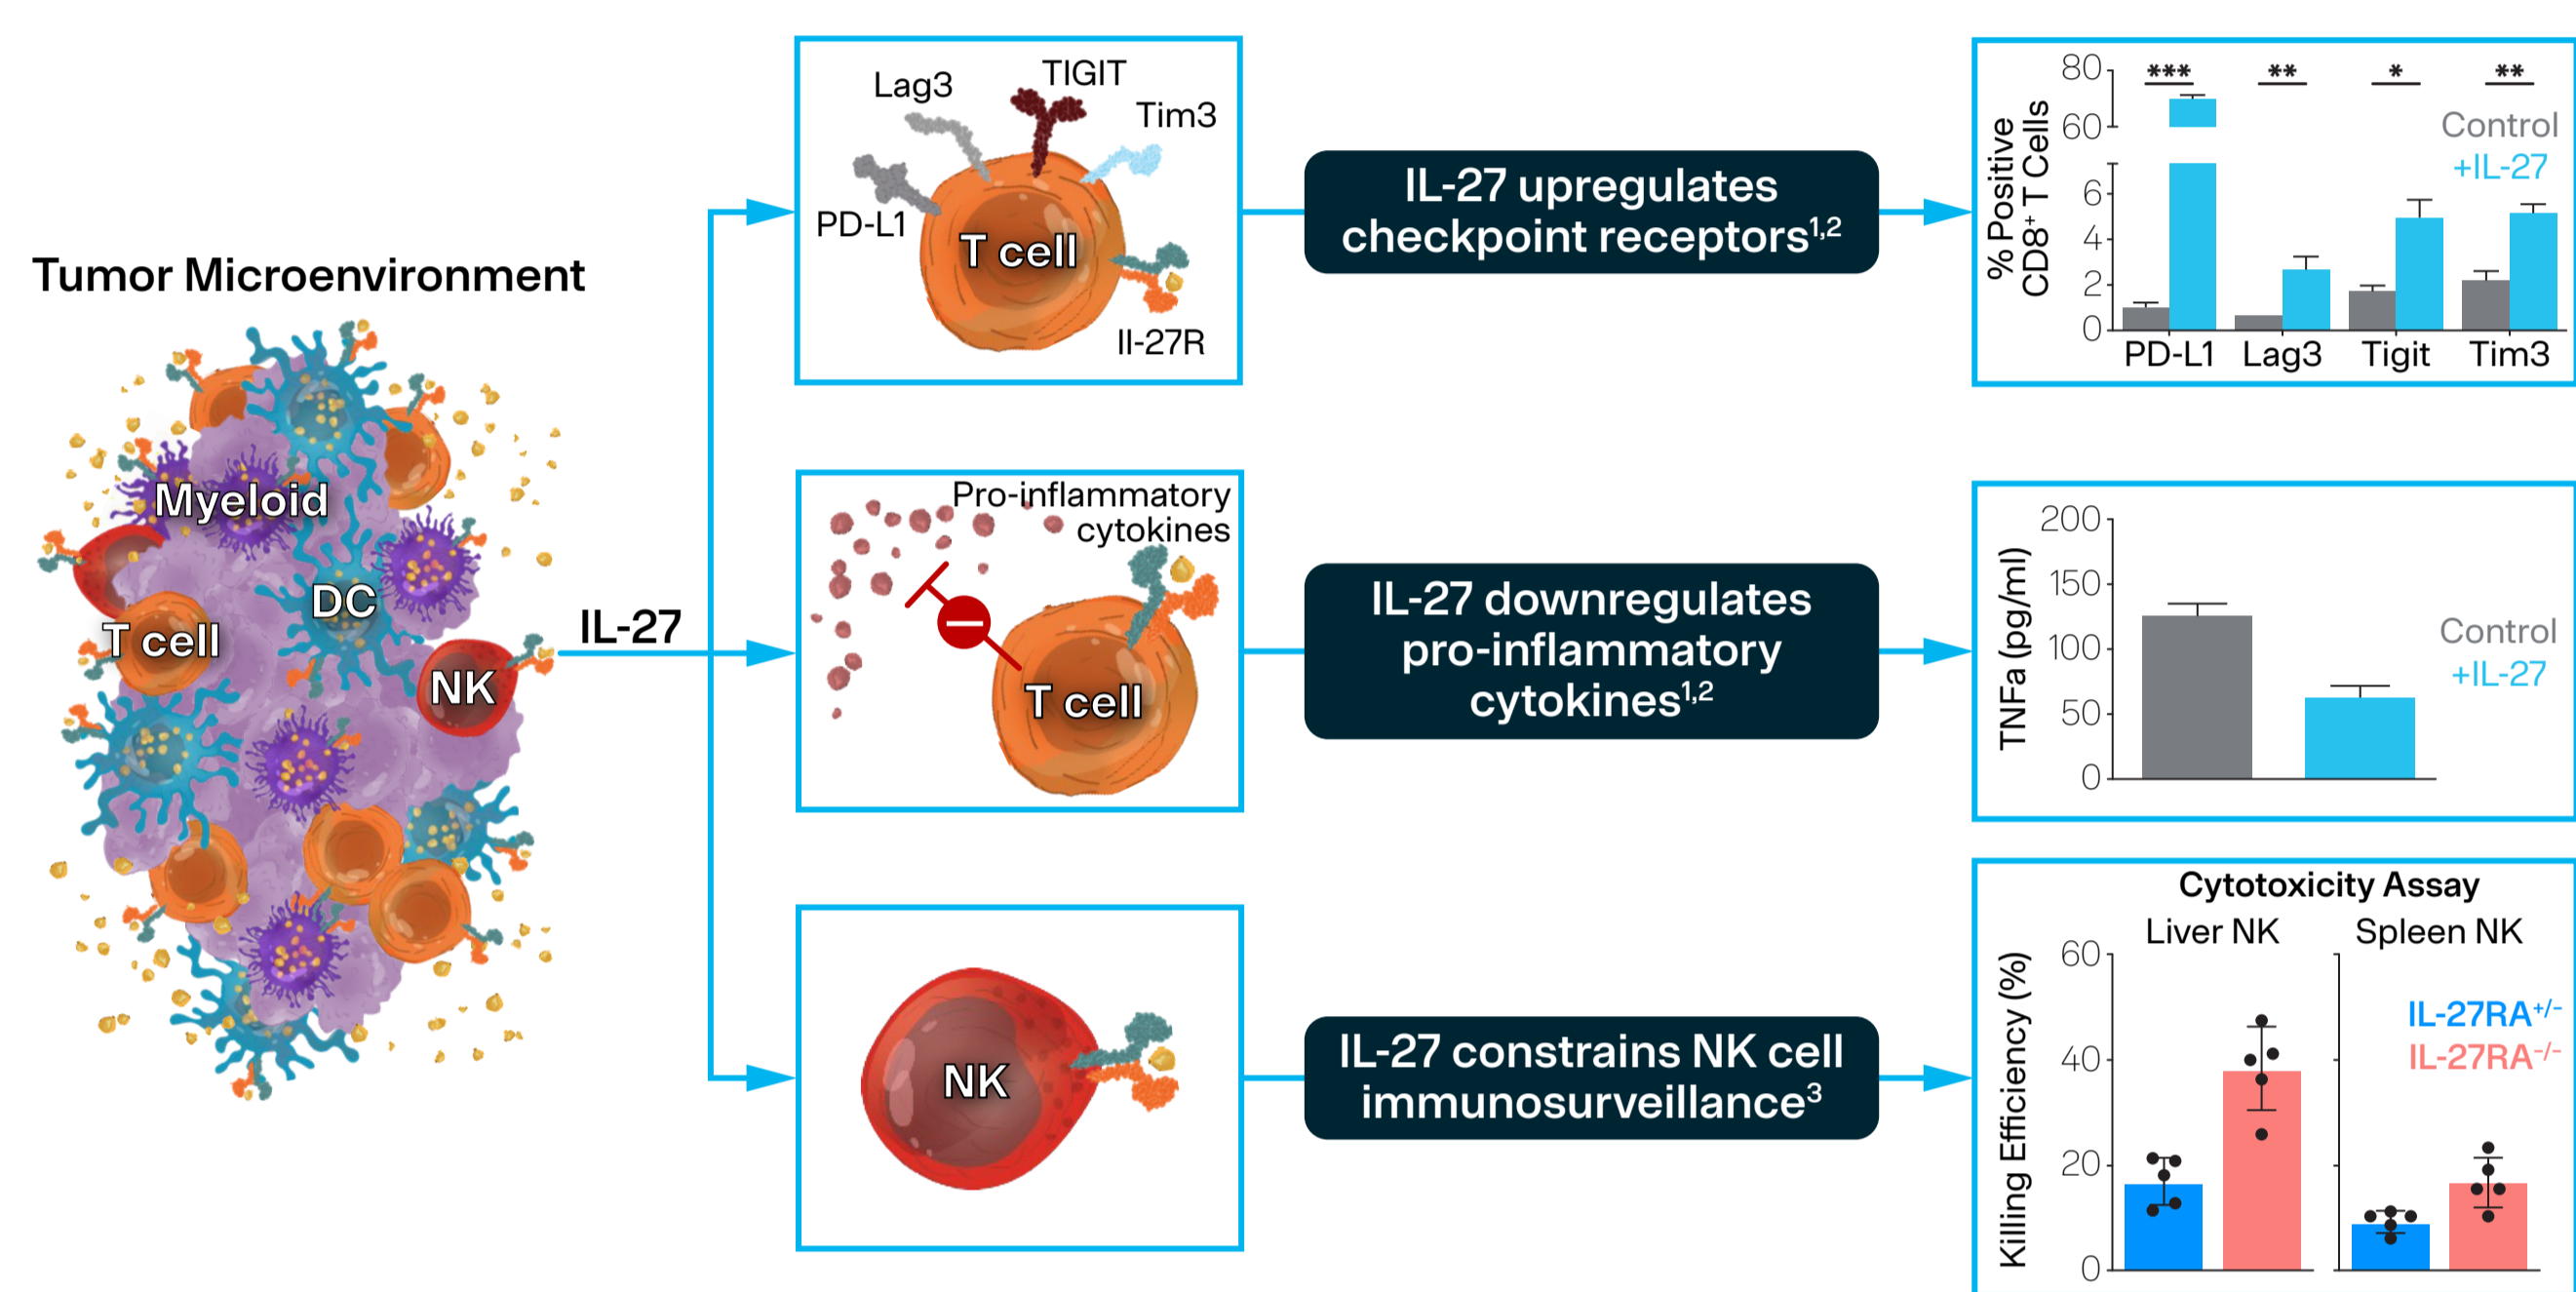 Tumor Microenvironment
Myeloid
DC
T cell
NK
IL-27
Lag3
TIGIT
Tim3
PD-L1
T cell
Il-27R
IL-27 upregulates
checkpoint receptors1,2
% Positive
CD8+ T Cells
80
60
6
4
2
0
***
**
*
**
Control
+IL-27
PD-L1
Lag3
Tigit
Tim3
Pro-inflammatory
cytokines
T cell
IL-27 downregulates
pro-inflammatory
cytokines1,2
TNFa (pg/ml)
200
150
100
50
0
Control
+IL-27
NK
IL-27 constrains NK cell
immunosurveillance3
Cytotoxicity Assay
Liver NK
Spleen NK
Killing Efficiency (%)
60
40
20
0
IL-27RA+/−
IL-27RA−/−